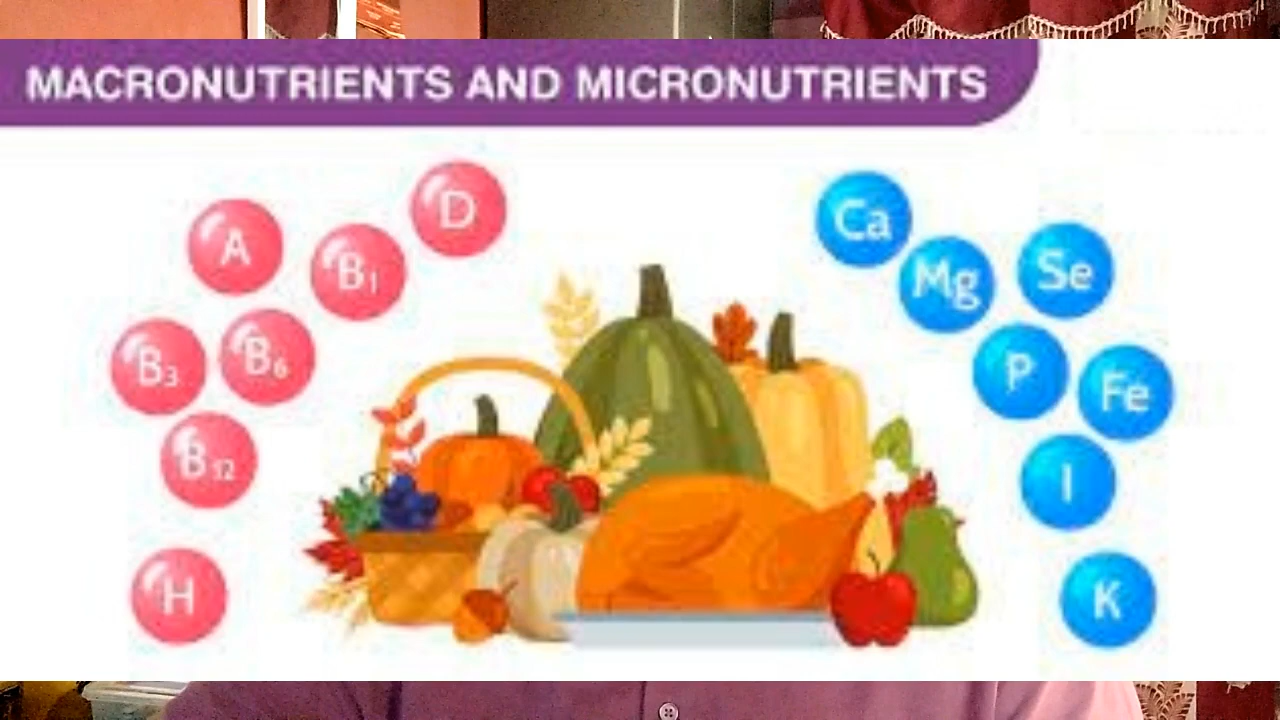 MACRONUTRIENTS AND MICRONUTRIENTS
D
A
B₁
B₃
B₆
B₁₂
H
Ca
Mg
Se
P
Fe
I
K